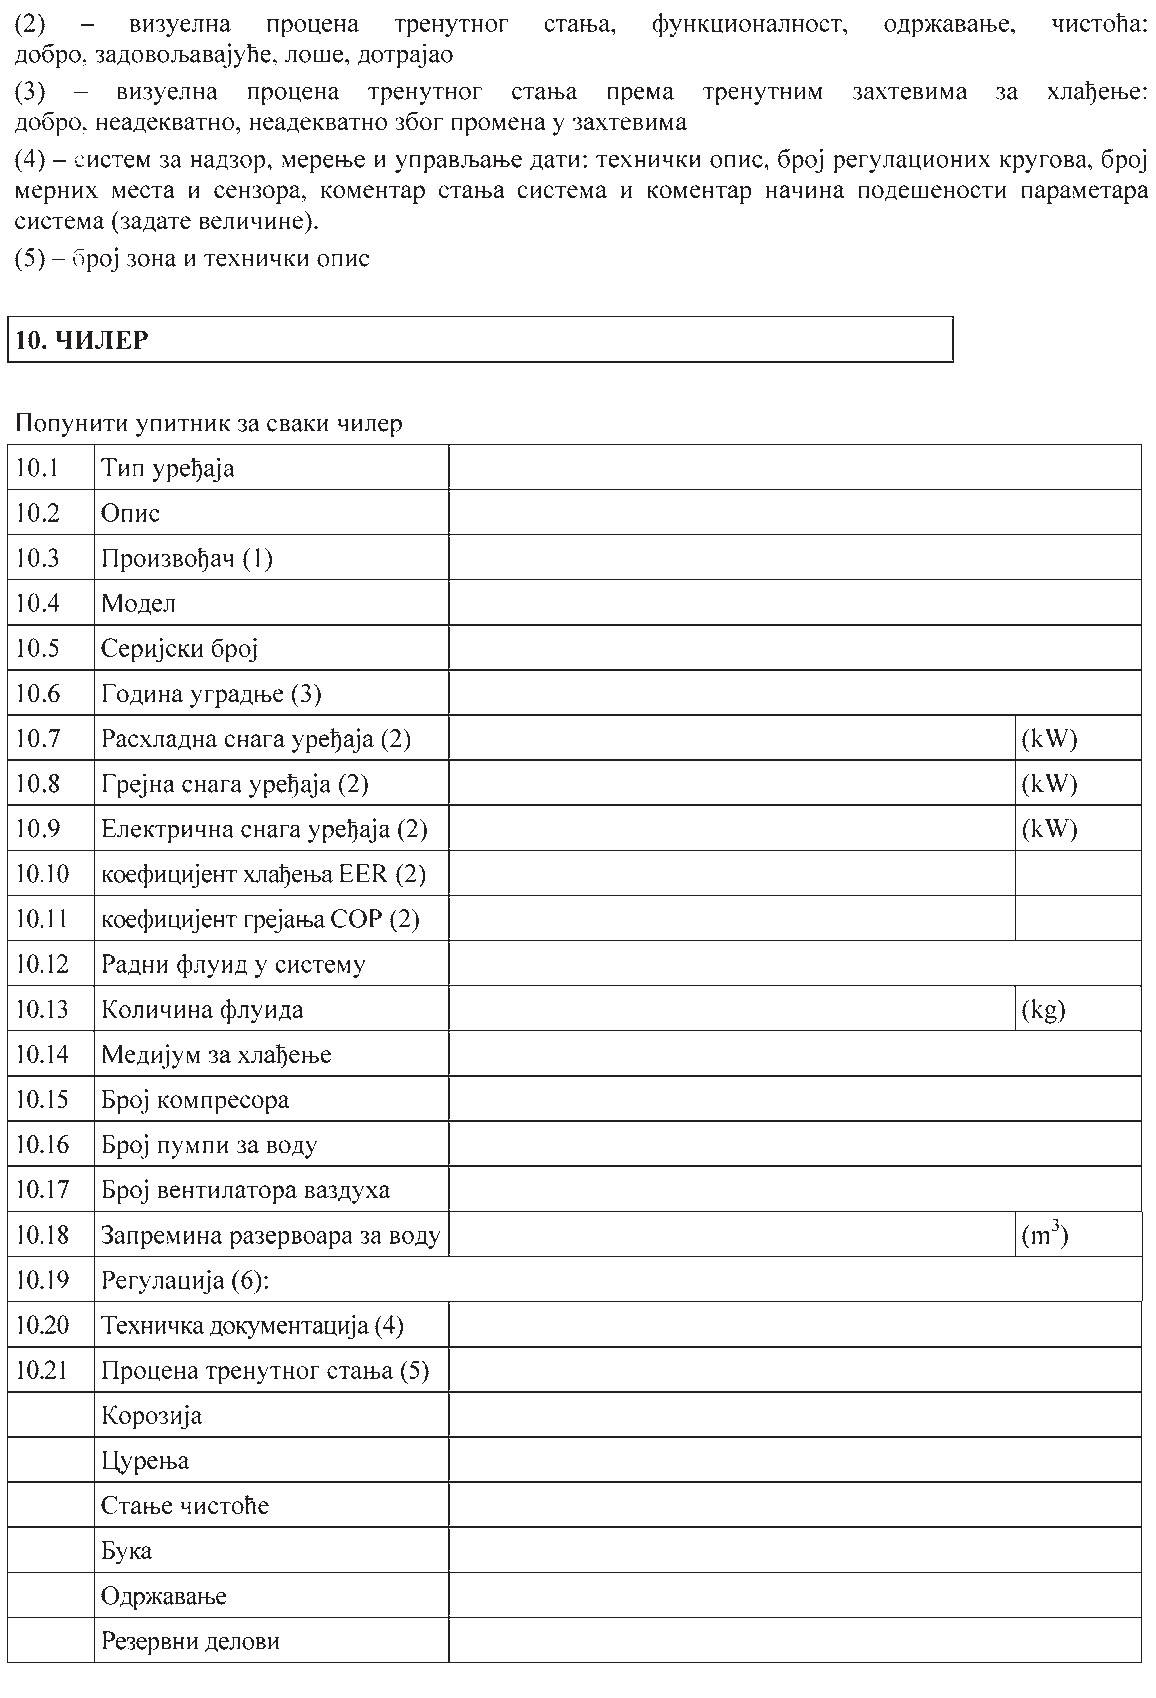 (2) – визуелна процена тренутног стања, функционалност, одржавање, чистоћа:
добро, задовољавајуће, лоше, дотрајао
(3) – визуелна процена тренутног стања према тренутним захтевима за хлађење:
добро, неадекватно, неадекватно због промена у захтевима
(4) – систем за надзор, мерење и управљање дати: технички опис, број регулационих кругова, број
мерних места и сензора, коментар стања система и коментар начина подешености параметара
система (задате величине).
(5) – број зона и технички опис
10. ЧИЛЕР
Попунити упитник за сваки чилер
10.1 Тип уређаја
10.2 Опис
10.3 Произвођач (1)
10.4 Модел
10.5 Серијски број
10.6 Година уградње (3)
10.7 Расхладна снага уређаја (2) (kW)
10.8 Грејна снага уређаја (2) (kW)
10.9 Електрична снага уређаја (2) (kW)
10.10 коефицијент хлађења EER (2)
10.11 коефицијент грејања COP (2)
10.12 Радни флуид у систему
10.13 Количина флуида (kg)
10.14 Медијум за хлађење
10.15 Број компресора
10.16 Број пумпи за воду
10.17 Број вентилатора ваздуха
10.18 Запремина разервоара за воду (m³)
10.19 Регулација (6):
10.20 Техничка документација (4)
10.21 Процена тренутног стања (5)
Корозија
Цурења
Стање чистоће
Бука
Одржавање
Резервни делови